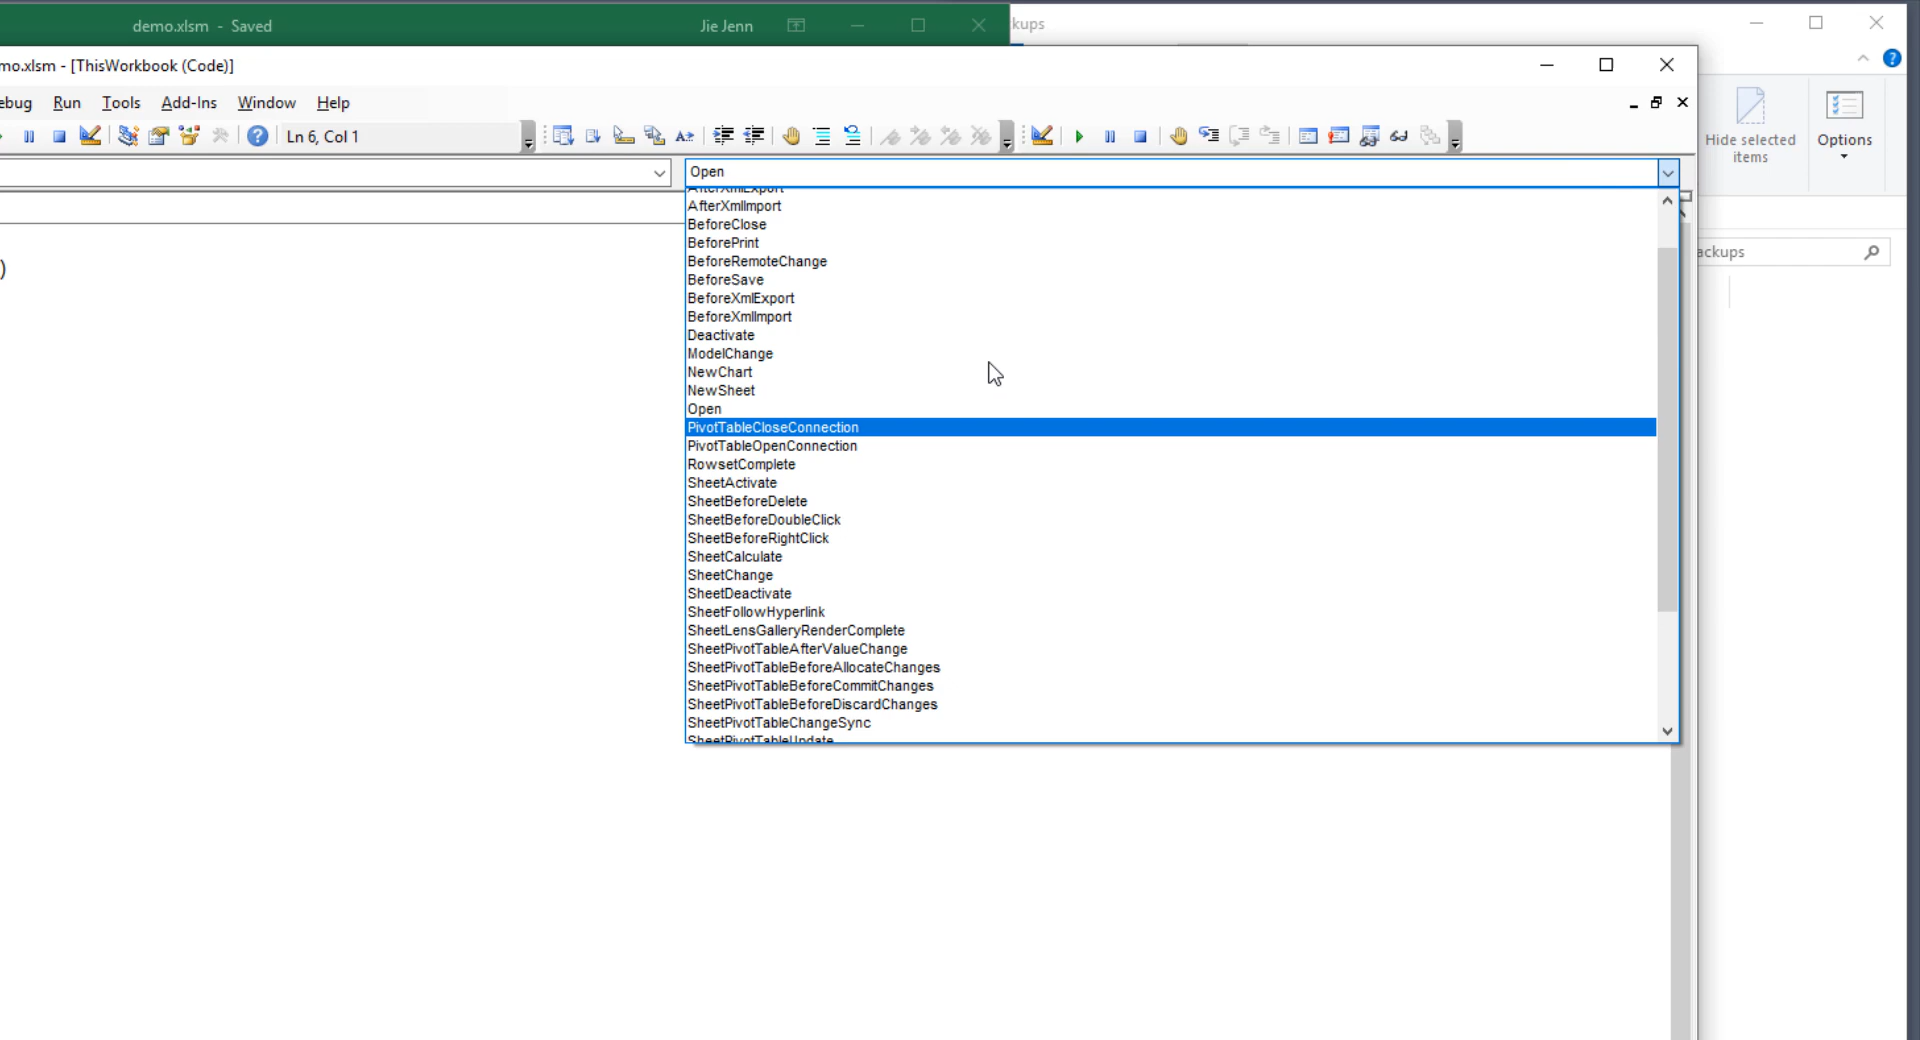 demo.xlsm - Saved
Jie Jenn
kups
mo.xlsm - [ThisWorkbook (Code)]
ebug Run Tools Add-Ins Window Help
Ln 6, Col 1
Hide selected
items
Options
Open
AfterXmlExport
AfterXmlImport
BeforeClose
BeforePrint
BeforeRemoteChange
BeforeSave
BeforeXmlExport
BeforeXmlImport
Deactivate
ModelChange
NewChart
NewSheet
Open
PivotTableCloseConnection
PivotTableOpenConnection
RowsetComplete
SheetActivate
SheetBeforeDelete
SheetBeforeDoubleClick
SheetBeforeRightClick
SheetCalculate
SheetChange
SheetDeactivate
SheetFollowHyperlink
SheetLensGalleryRenderComplete
SheetPivotTableAfterValueChange
SheetPivotTableBeforeAllocateChanges
SheetPivotTableBeforeCommitChanges
SheetPivotTableBeforeDiscardChanges
SheetPivotTableChangeSync
SheetPivotTableUpdate
ackups
)